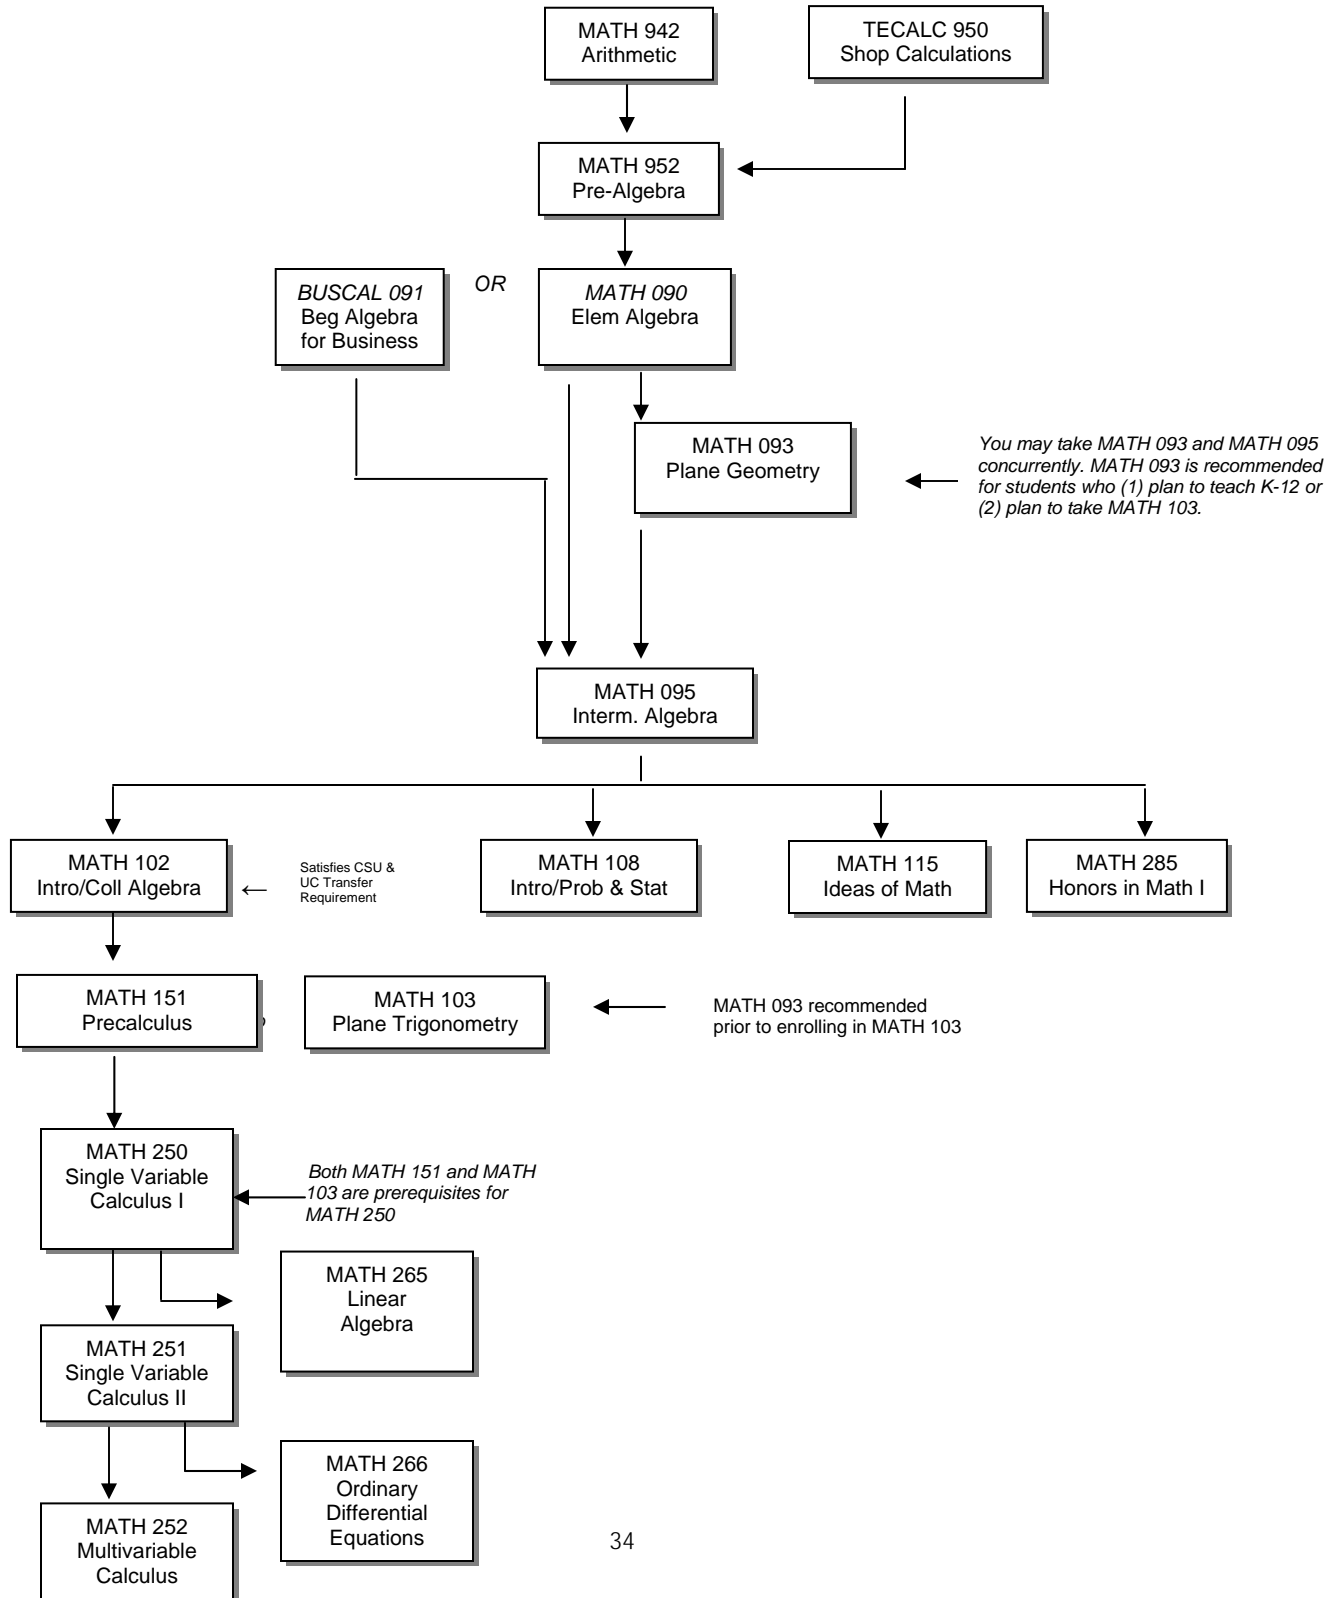 MATH 942
Arithmetic
TECALC 950
Shop Calculations
MATH 952
Pre-Algebra
BUSCAL 091
Beg Algebra
for Business
OR
MATH 090
Elem Algebra
MATH 093
Plane Geometry
You may take MATH 093 and MATH 095
concurrently. MATH 093 is recommended
for students who (1) plan to teach K-12 or
(2) plan to take MATH 103.
MATH 095
Interm. Algebra
MATH 102
Intro/Coll Algebra
Satisfies CSU &
UC Transfer
Requirement
MATH 108
Intro/Prob & Stat
MATH 115
Ideas of Math
MATH 285
Honors in Math I
MATH 151
Precalculus
MATH 103
Plane Trigonometry
MATH 093 recommended
prior to enrolling in MATH 103
MATH 250
Single Variable
Calculus I
Both MATH 151 and MATH
103 are prerequisites for
MATH 250
MATH 265
Linear
Algebra
MATH 251
Single Variable
Calculus II
MATH 266
Ordinary
Differential
Equations
MATH 252
Multivariable
Calculus
34